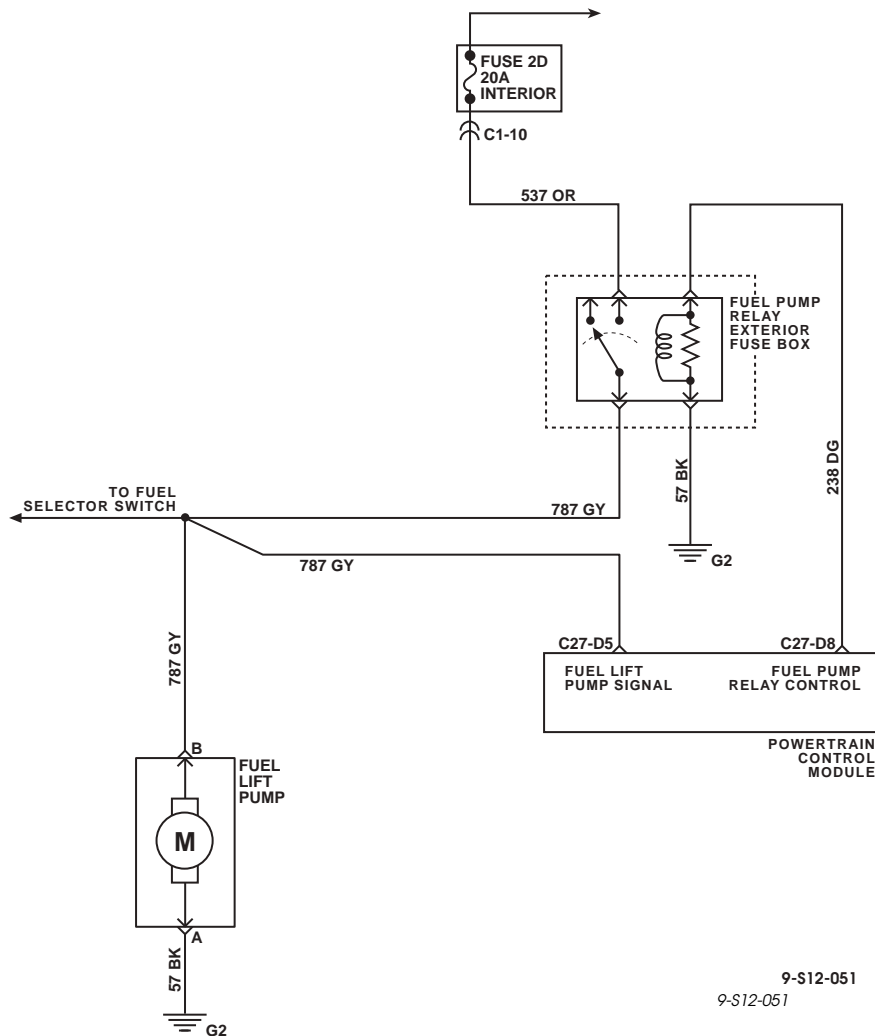 FUSE 2D
20A
INTERIOR
C1-10
537 OR
FUEL PUMP
RELAY
EXTERIOR
FUSE BOX
57 BK
238 DG
TO FUEL
SELECTOR SWITCH
787 GY
G2
787 GY
787 GY
C27-D5
C27-D8
FUEL LIFT
PUMP SIGNAL
FUEL PUMP
RELAY CONTROL
POWERTRAIN
CONTROL
MODULE
B
FUEL
LIFT
PUMP
M
A
57 BK
G2
9-S12-051
9-S12-051